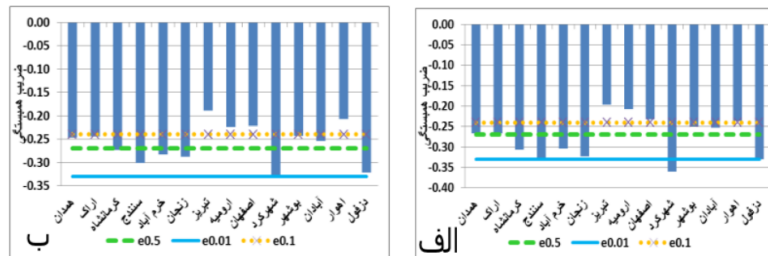 0.00
-0.05
-0.10
-0.15
-0.20
-0.25
-0.30
-0.35
ضریب همبستگی
همدان
اراک
کرمانشاه
سنندج
خرم آباد
زنجان
تبریز
ارومیه
اصفهان
شهرکرد
بوشهر
آبادان
اهواز
دزفول
e0.5 e0.01 e0.1
ب
0.00
-0.05
-0.10
-0.15
-0.20
-0.25
-0.30
-0.35
-0.40
ضریب همبستگی
همدان
اراک
کرمانشاه
سنندج
خرم آباد
زنجان
تبریز
ارومیه
اصفهان
شهرکرد
بوشهر
آبادان
اهواز
دزفول
e0.5 e0.01 e0.1
الف